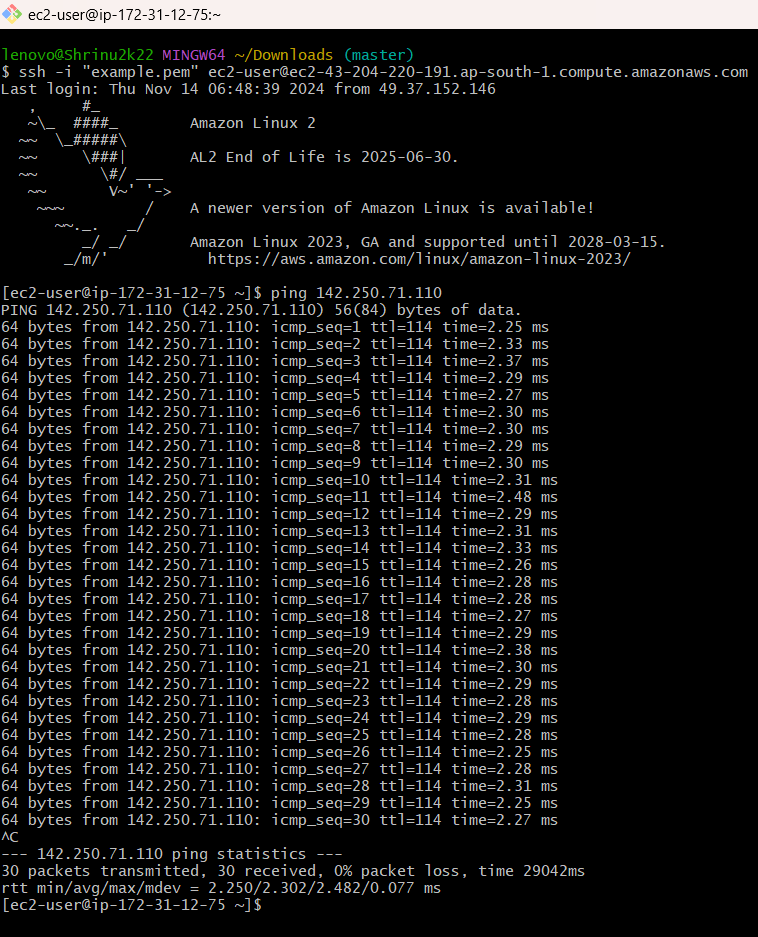 ec2-user@ip-172-31-12-75:~
lenovo@Shrinu2k22 MINGW64 ~/Downloads (master)
$ ssh -i "example.pem" ec2-user@ec2-43-204-220-191.ap-south-1.compute.amazonaws.com
Last login: Thu Nov 14 06:48:39 2024 from 49.37.152.146
   ,     #_
   ~\_  ####_        Amazon Linux 2
  ~~  \_#####\
  ~~     \###|       AL2 End of Life is 2025-06-30.
  ~~       \#/ ___
   ~~       V~' '->
    ~~~         /    A newer version of Amazon Linux is available!
      ~~._.   _/
         _/ _/       Amazon Linux 2023, GA and supported until 2028-03-15.
       _/m/'           https://aws.amazon.com/linux/amazon-linux-2023/
[ec2-user@ip-172-31-12-75 ~]$ ping 142.250.71.110
PING 142.250.71.110 (142.250.71.110) 56(84) bytes of data.
64 bytes from 142.250.71.110: icmp_seq=1 ttl=114 time=2.25 ms
64 bytes from 142.250.71.110: icmp_seq=2 ttl=114 time=2.33 ms
64 bytes from 142.250.71.110: icmp_seq=3 ttl=114 time=2.37 ms
64 bytes from 142.250.71.110: icmp_seq=4 ttl=114 time=2.29 ms
64 bytes from 142.250.71.110: icmp_seq=5 ttl=114 time=2.27 ms
64 bytes from 142.250.71.110: icmp_seq=6 ttl=114 time=2.30 ms
64 bytes from 142.250.71.110: icmp_seq=7 ttl=114 time=2.30 ms
64 bytes from 142.250.71.110: icmp_seq=8 ttl=114 time=2.29 ms
64 bytes from 142.250.71.110: icmp_seq=9 ttl=114 time=2.30 ms
64 bytes from 142.250.71.110: icmp_seq=10 ttl=114 time=2.31 ms
64 bytes from 142.250.71.110: icmp_seq=11 ttl=114 time=2.48 ms
64 bytes from 142.250.71.110: icmp_seq=12 ttl=114 time=2.29 ms
64 bytes from 142.250.71.110: icmp_seq=13 ttl=114 time=2.31 ms
64 bytes from 142.250.71.110: icmp_seq=14 ttl=114 time=2.33 ms
64 bytes from 142.250.71.110: icmp_seq=15 ttl=114 time=2.26 ms
64 bytes from 142.250.71.110: icmp_seq=16 ttl=114 time=2.28 ms
64 bytes from 142.250.71.110: icmp_seq=17 ttl=114 time=2.28 ms
64 bytes from 142.250.71.110: icmp_seq=18 ttl=114 time=2.27 ms
64 bytes from 142.250.71.110: icmp_seq=19 ttl=114 time=2.29 ms
64 bytes from 142.250.71.110: icmp_seq=20 ttl=114 time=2.38 ms
64 bytes from 142.250.71.110: icmp_seq=21 ttl=114 time=2.30 ms
64 bytes from 142.250.71.110: icmp_seq=22 ttl=114 time=2.29 ms
64 bytes from 142.250.71.110: icmp_seq=23 ttl=114 time=2.28 ms
64 bytes from 142.250.71.110: icmp_seq=24 ttl=114 time=2.29 ms
64 bytes from 142.250.71.110: icmp_seq=25 ttl=114 time=2.28 ms
64 bytes from 142.250.71.110: icmp_seq=26 ttl=114 time=2.25 ms
64 bytes from 142.250.71.110: icmp_seq=27 ttl=114 time=2.28 ms
64 bytes from 142.250.71.110: icmp_seq=28 ttl=114 time=2.31 ms
64 bytes from 142.250.71.110: icmp_seq=29 ttl=114 time=2.25 ms
64 bytes from 142.250.71.110: icmp_seq=30 ttl=114 time=2.27 ms
^C
--- 142.250.71.110 ping statistics ---
30 packets transmitted, 30 received, 0% packet loss, time 29042ms
rtt min/avg/max/mdev = 2.250/2.302/2.482/0.077 ms
[ec2-user@ip-172-31-12-75 ~]$